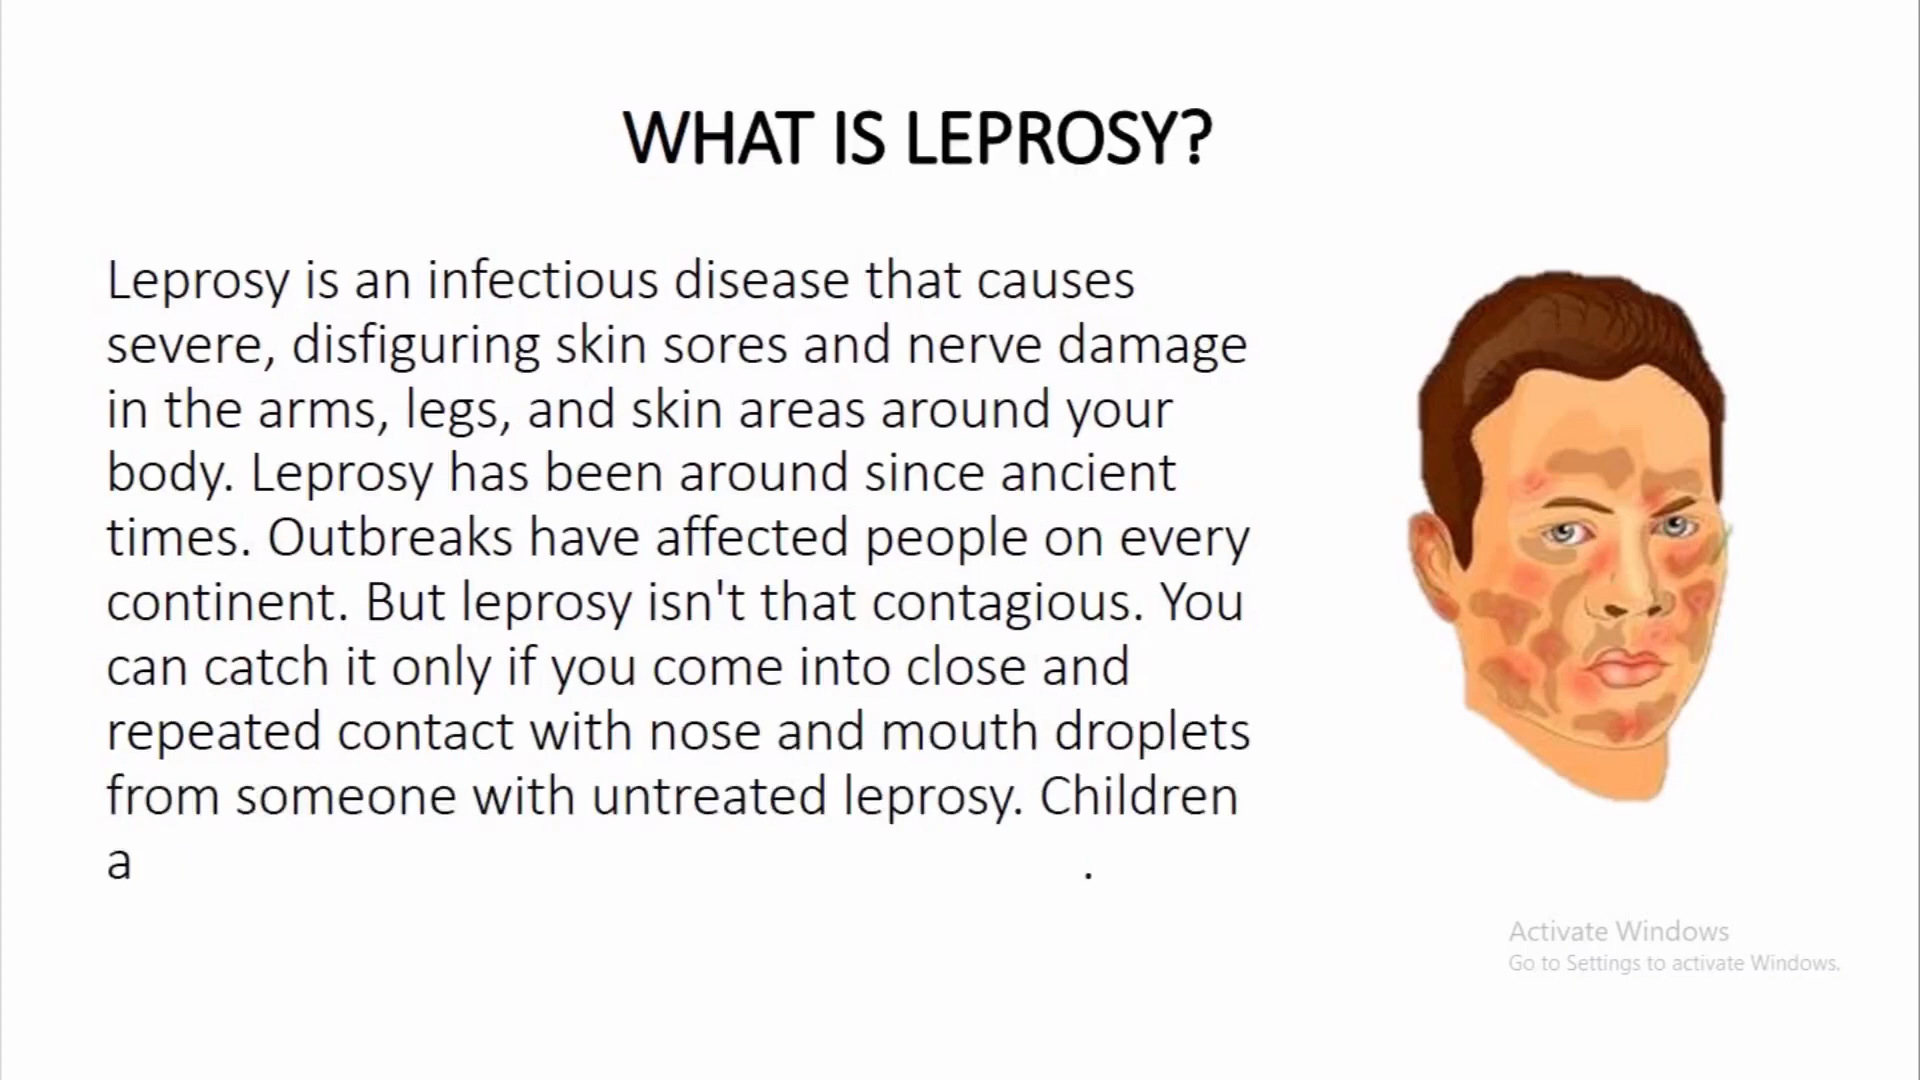 WHAT IS LEPROSY?
Leprosy is an infectious disease that causes
severe, disfiguring skin sores and nerve damage
in the arms, legs, and skin areas around your
body. Leprosy has been around since ancient
times. Outbreaks have affected people on every
continent. But leprosy isn't that contagious. You
can catch it only if you come into close and
repeated contact with nose and mouth droplets
from someone with untreated leprosy. Children
a .
Activate Windows
Go to Settings to activate Windows.